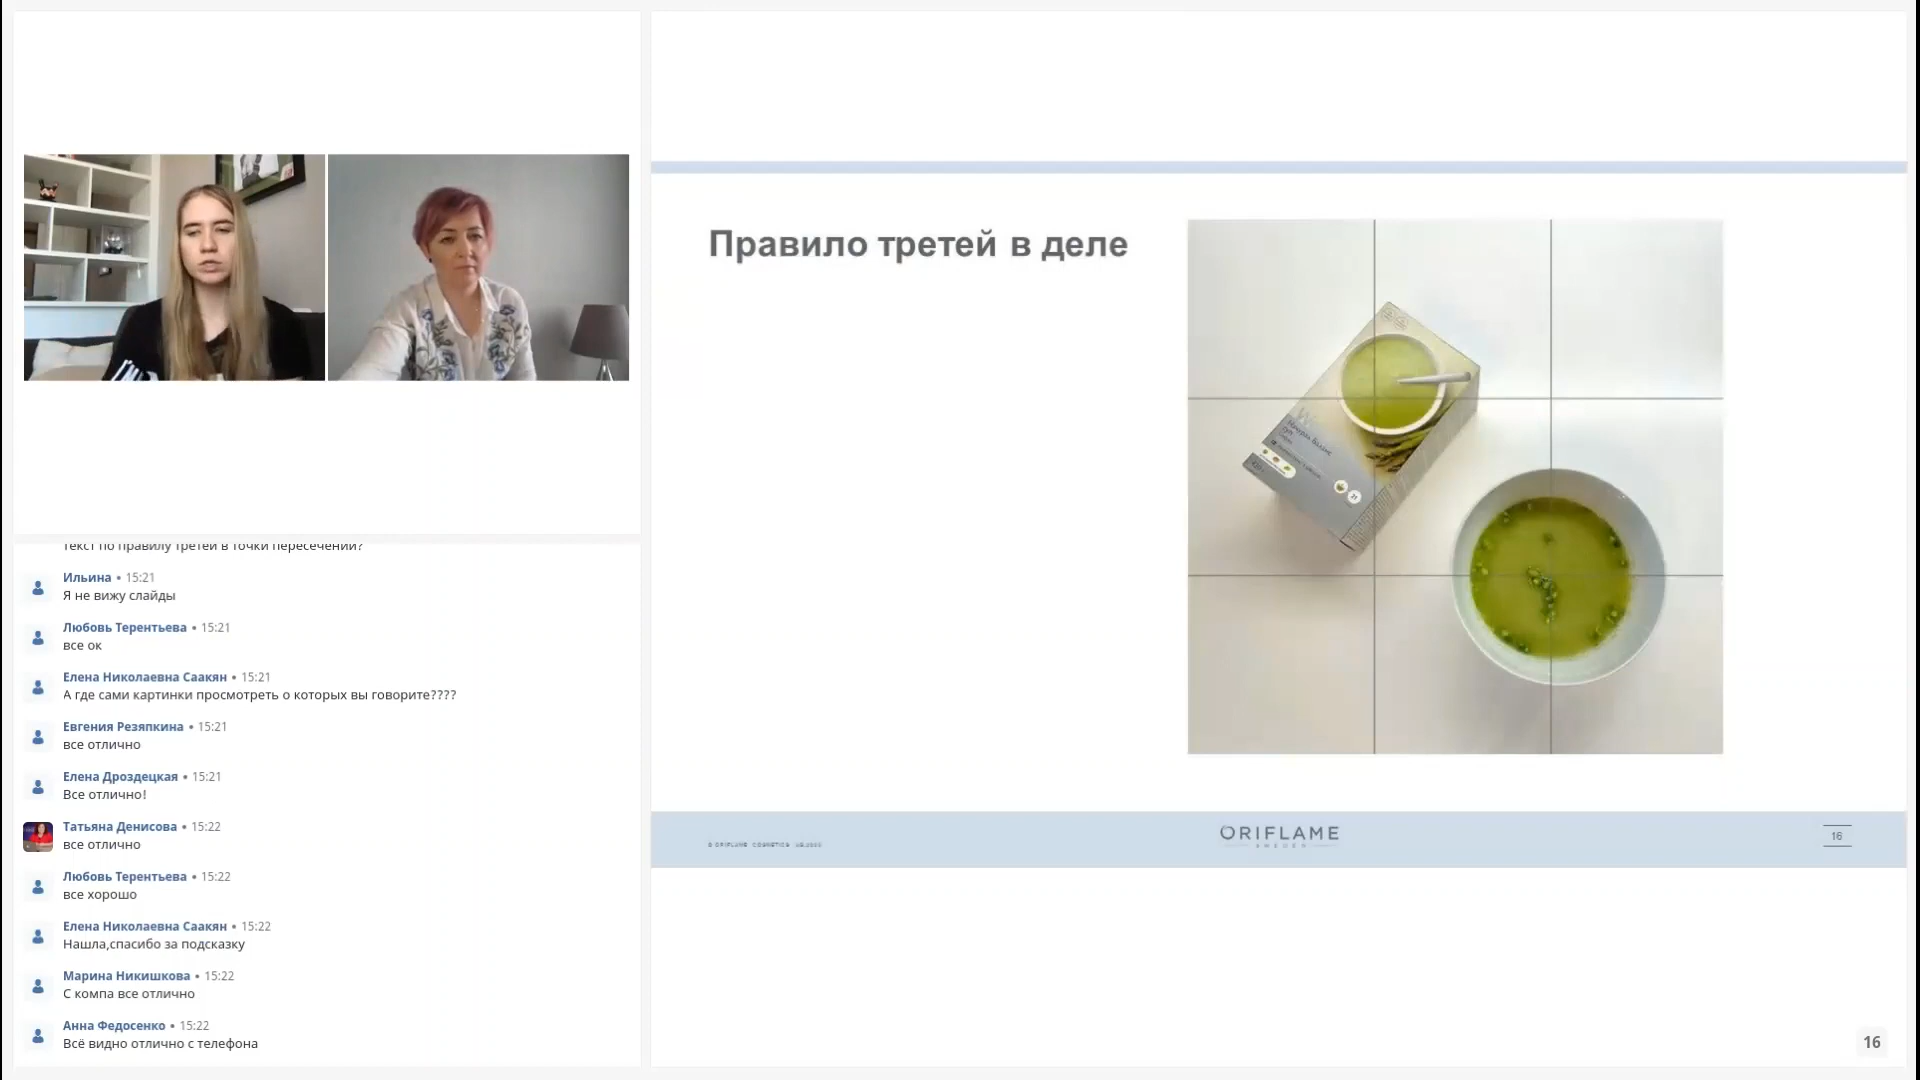 текст по правилу третей в точки пересечений?
Ильина • 15:21
Я не вижу слайды
Любовь Терентьева • 15:21
все ок
Елена Николаевна Саакян • 15:21
А где сами картинки просмотреть о которых вы говорите????
Евгения Резяпкина • 15:21
все отлично
Елена Дроздецкая • 15:21
Все отлично!
Татьяна Денисова • 15:22
все отлично
Любовь Терентьева • 15:22
все хорошо
Елена Николаевна Саакян • 15:22
Нашла,спасибо за подсказку
Марина Никишкова • 15:22
С компа все отлично
Анна Федосенко • 15:22
Всё видно отлично с телефона
Правило третей в деле
© ORIFLAME COSMETICS
ORIFLAME
SWEDEN
16
16